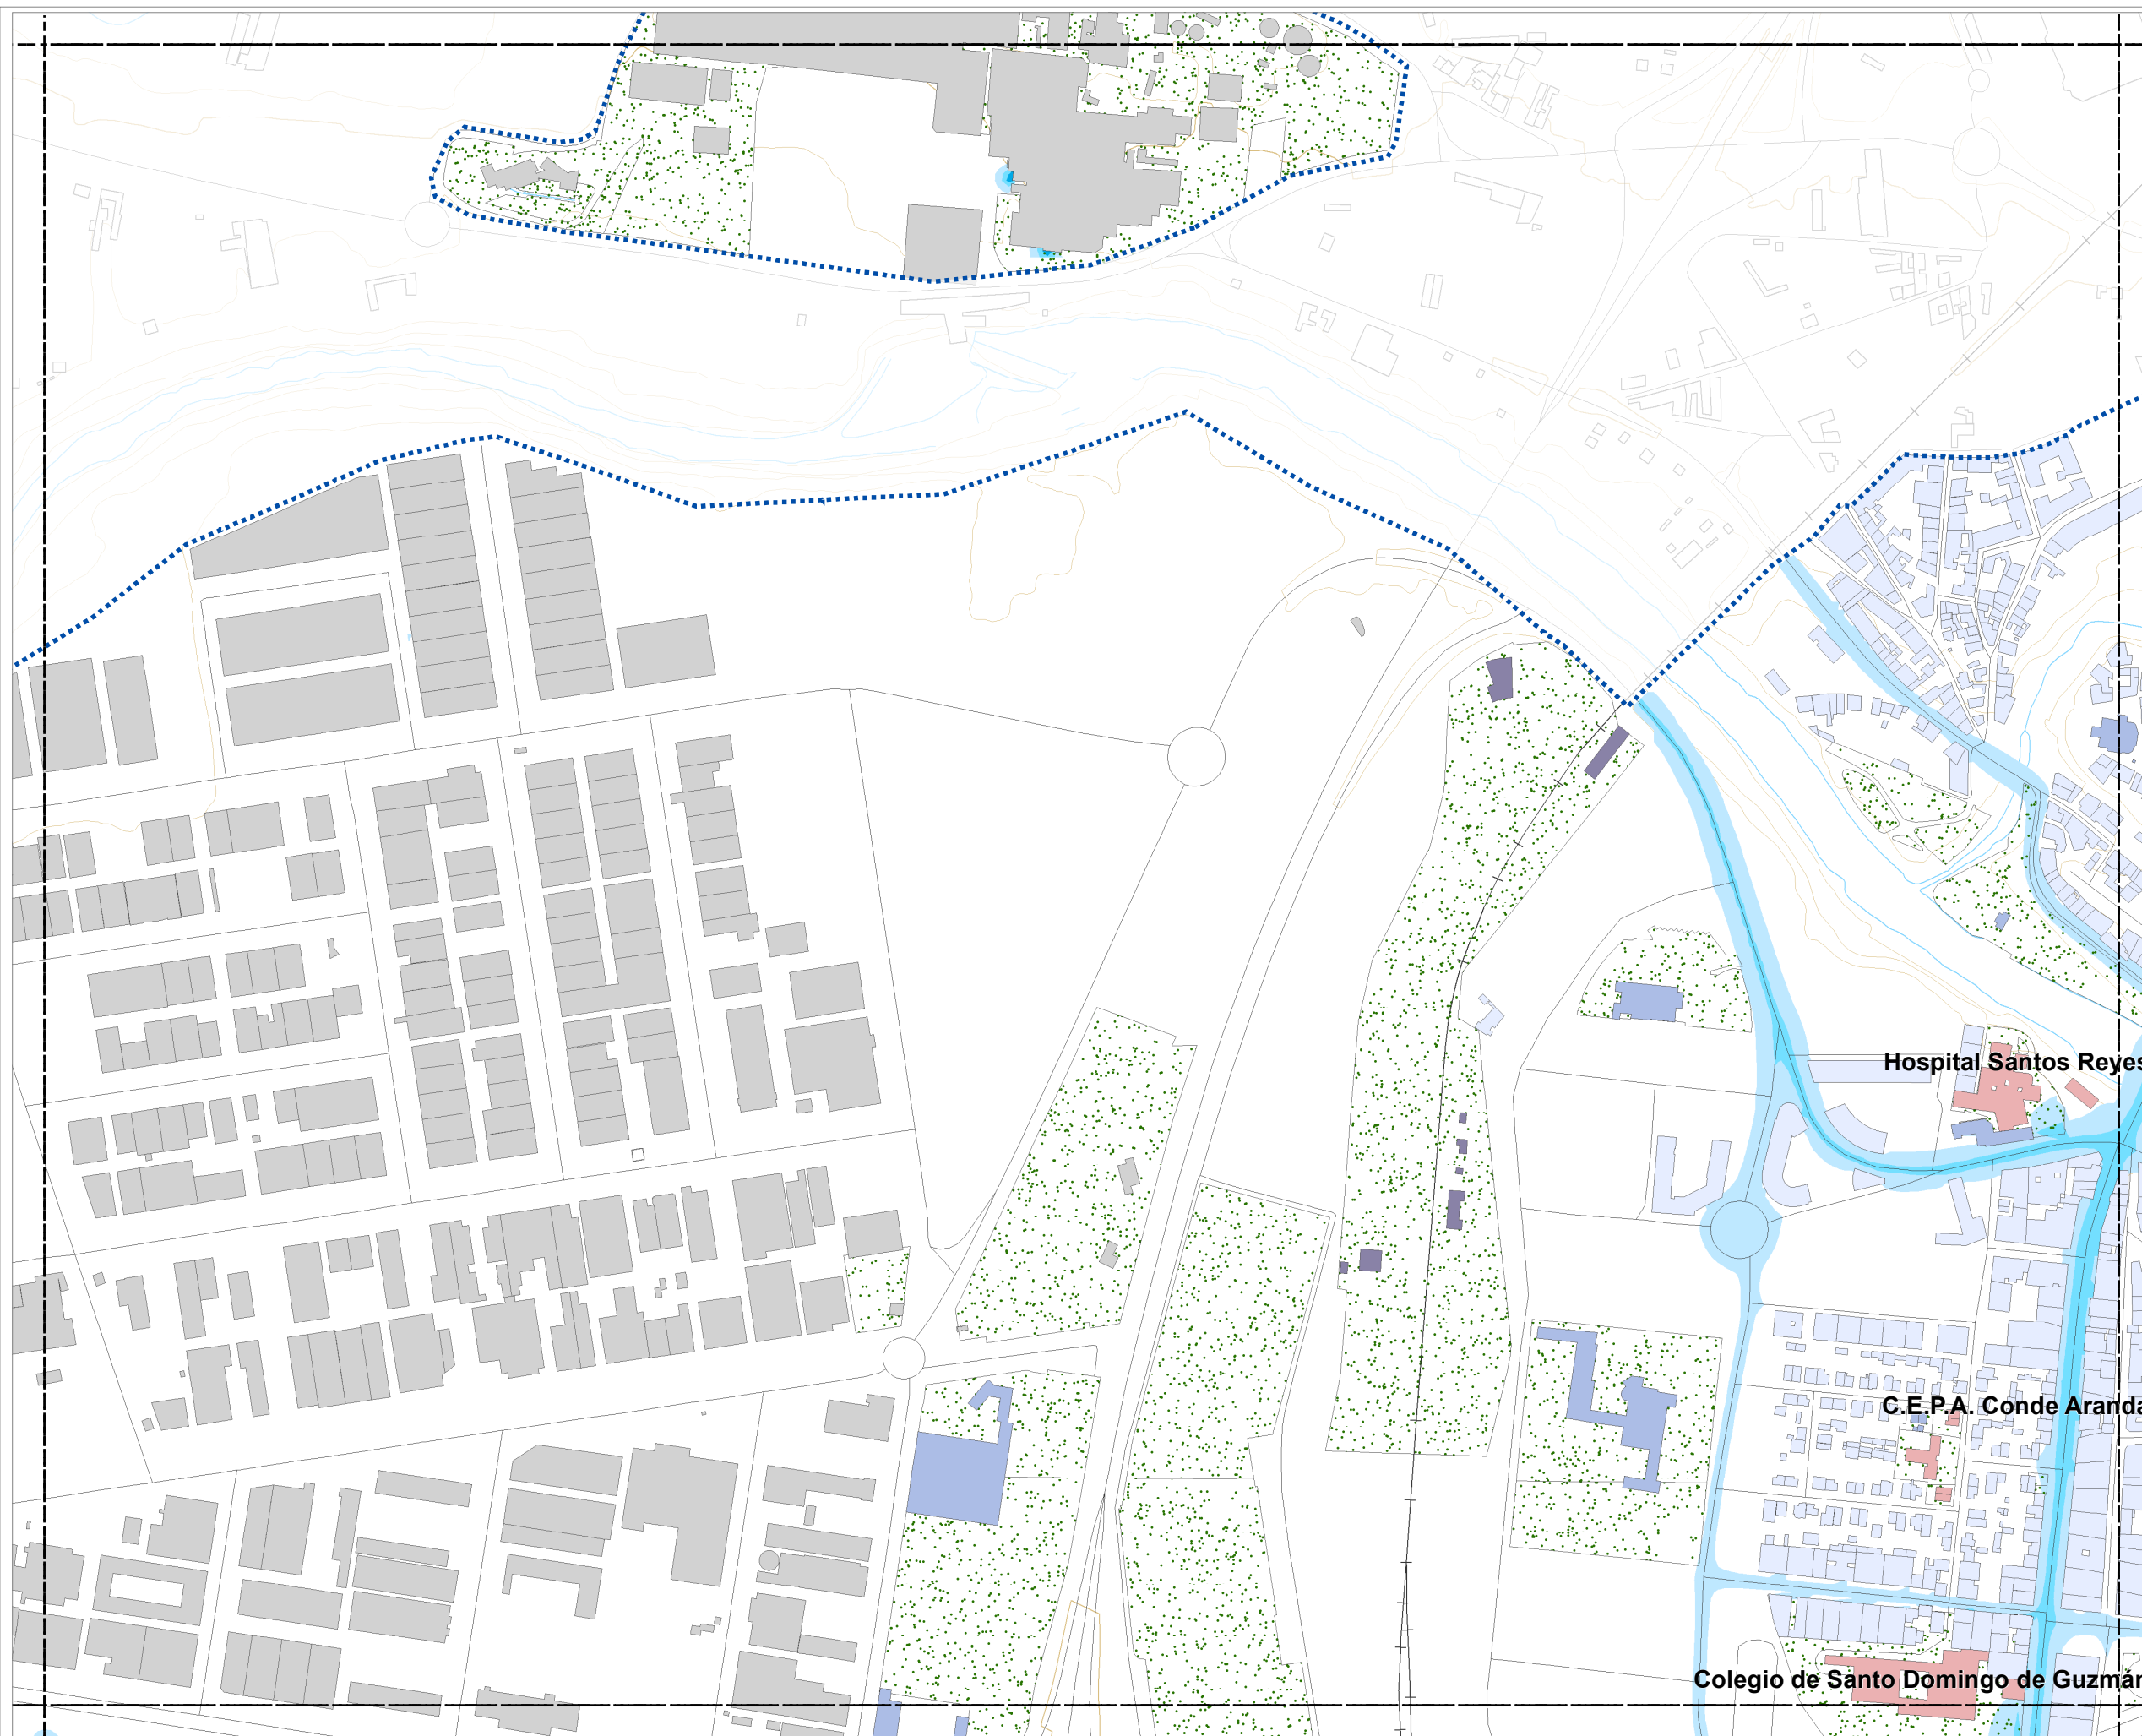 Hospital Santos Reyes
C.E.P.A. Conde Aranda
Colegio de Santo Domingo de Guzmán